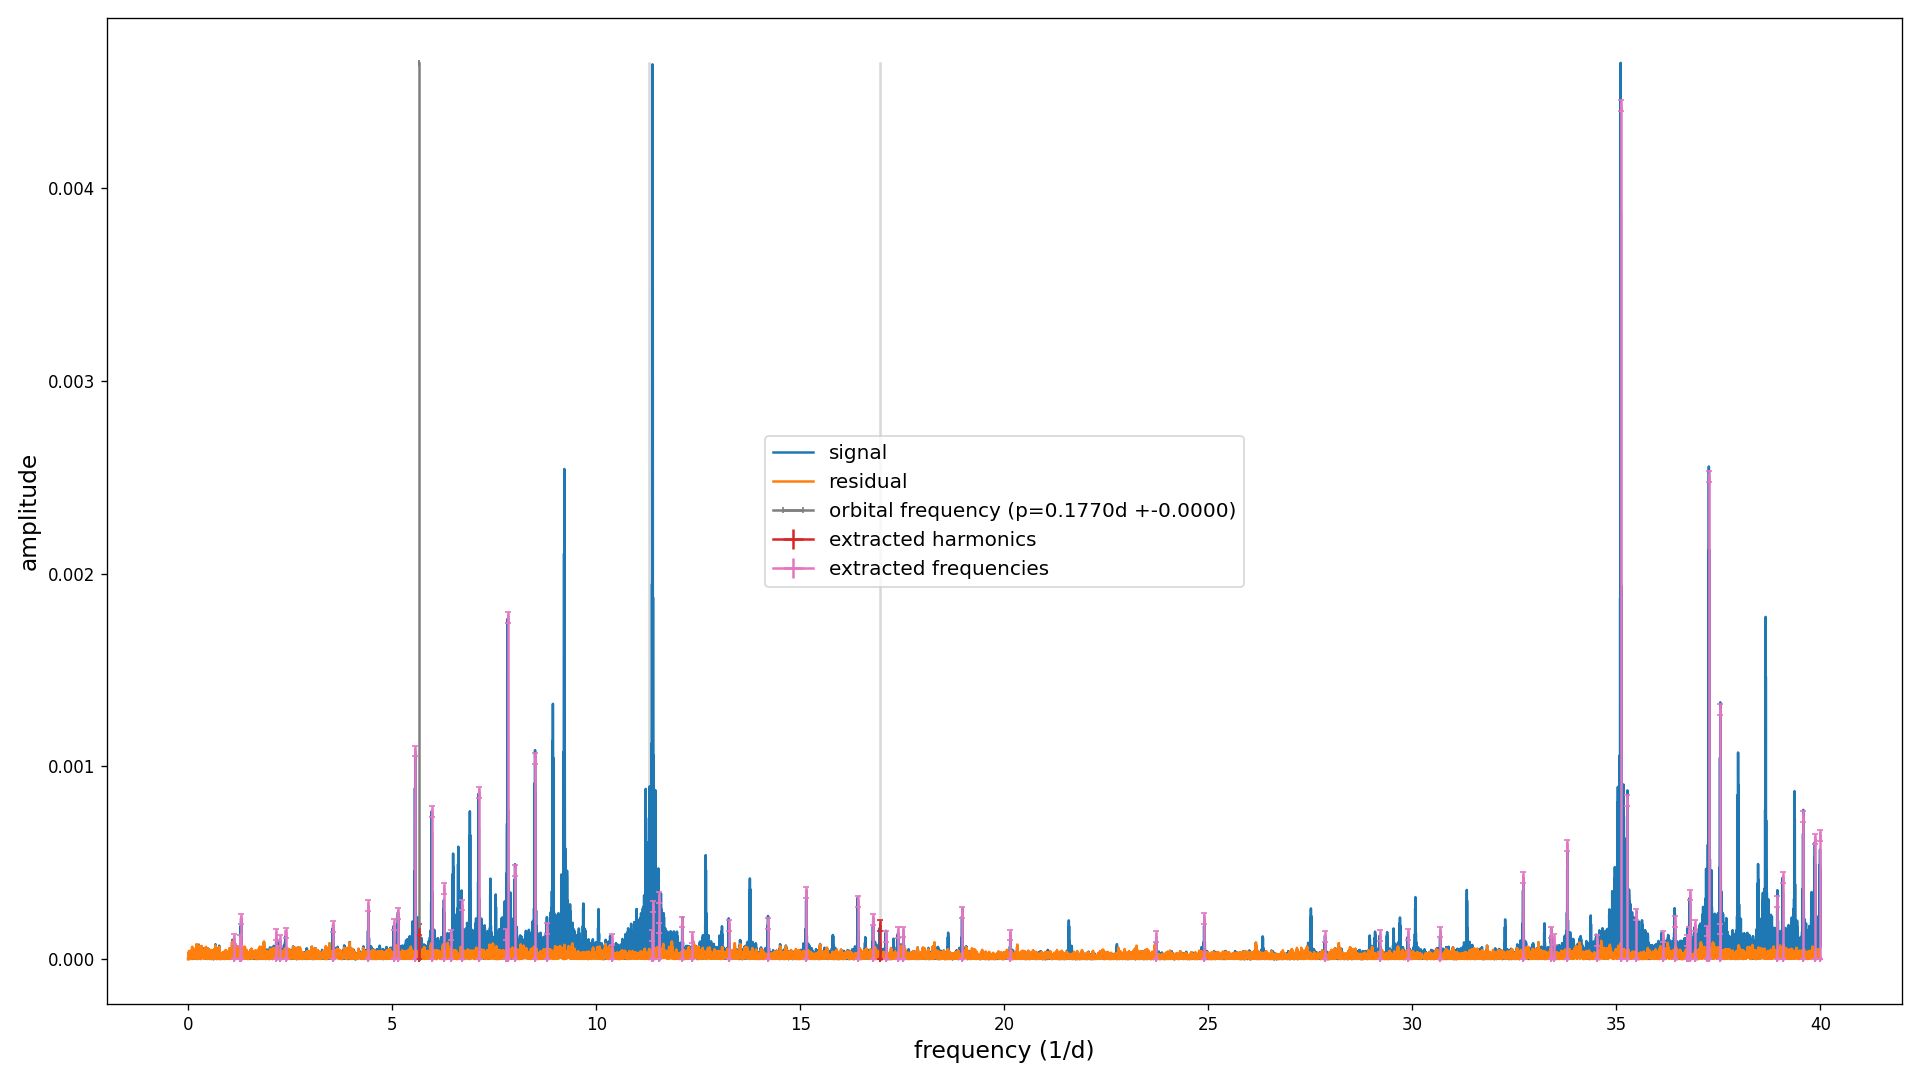 amplitude
0.004
0.003
0.002
0.001
0.000
signal
residual
orbital frequency (p=0.1770d +-0.0000)
extracted harmonics
extracted frequencies
0 5 10 15 20 25 30 35 40
frequency (1/d)